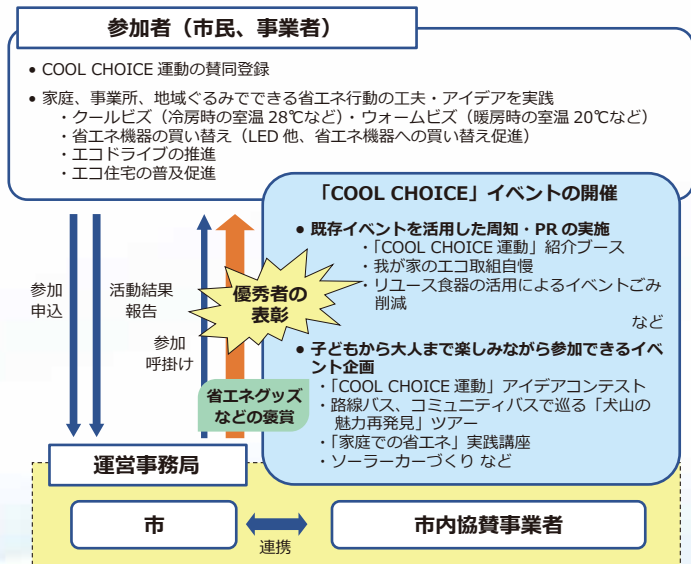 参加者（市民、事業者）
• COOL CHOICE 運動の賛同登録
• 家庭、事業所、地域ぐるみでできる省エネ行動の工夫・アイデアを実践
・クールビズ（冷房時の室温 28℃など）・ウォームビズ（暖房時の室温 20℃など）
・省エネ機器の買い替え（LED 他、省エネ機器への買い替え促進）
・エコドライブの推進
・エコ住宅の普及促進
「COOL CHOICE」イベントの開催
• 既存イベントを活用した周知・PR の実施
・「COOL CHOICE 運動」紹介ブース
・我が家のエコ取組自慢
・リユース食器の活用によるイベントごみ
削減
など
• 子どもから大人まで楽しみながら参加できるイベ
ント企画
・「COOL CHOICE 運動」アイデアコンテスト
・路線バス、コミュニティバスで巡る「犬山の
魅力再発見」ツアー
・「家庭での省エネ」実践講座
・ソーラーカーづくり など
参加
申込
活動結果
報告
参加
呼掛け
優秀者の
表彰
省エネグッズ
などの褒賞
運営事務局
市
連携
市内協賛事業者